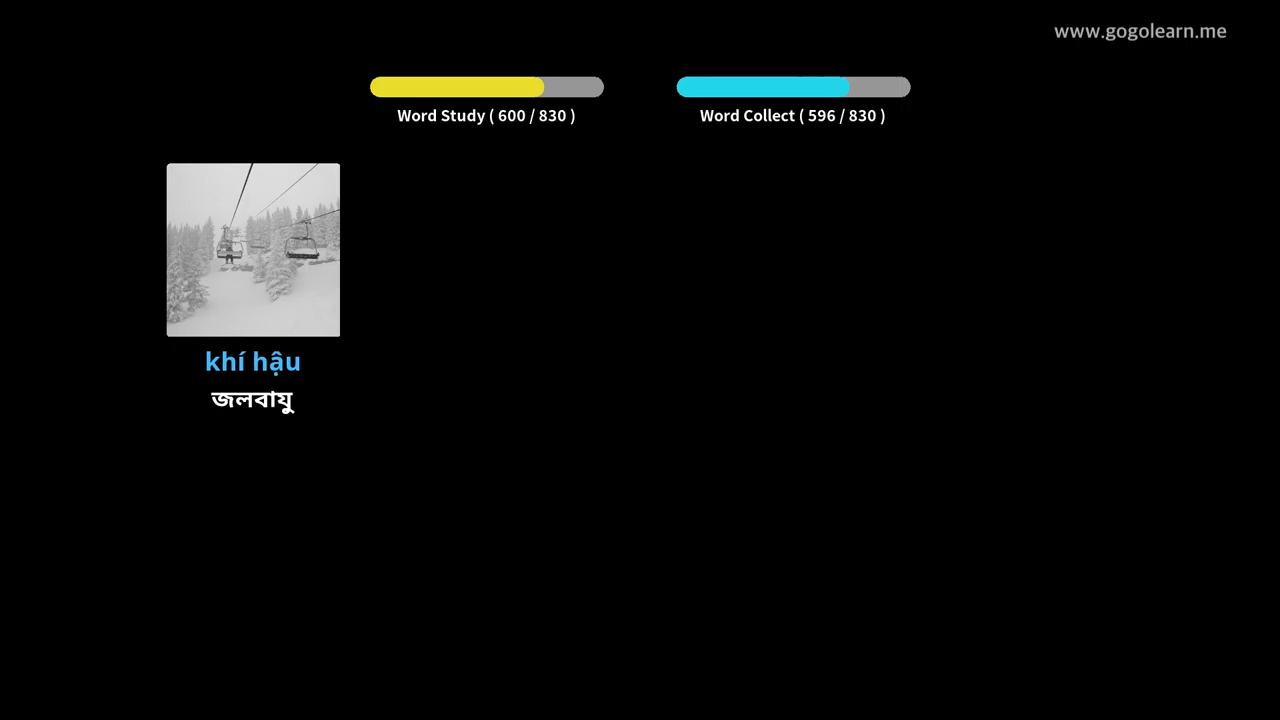 www.gogolearn.me
Word Study ( 600 / 830 )
Word Collect ( 596 / 830 )
khí hậu
জলবায়ু